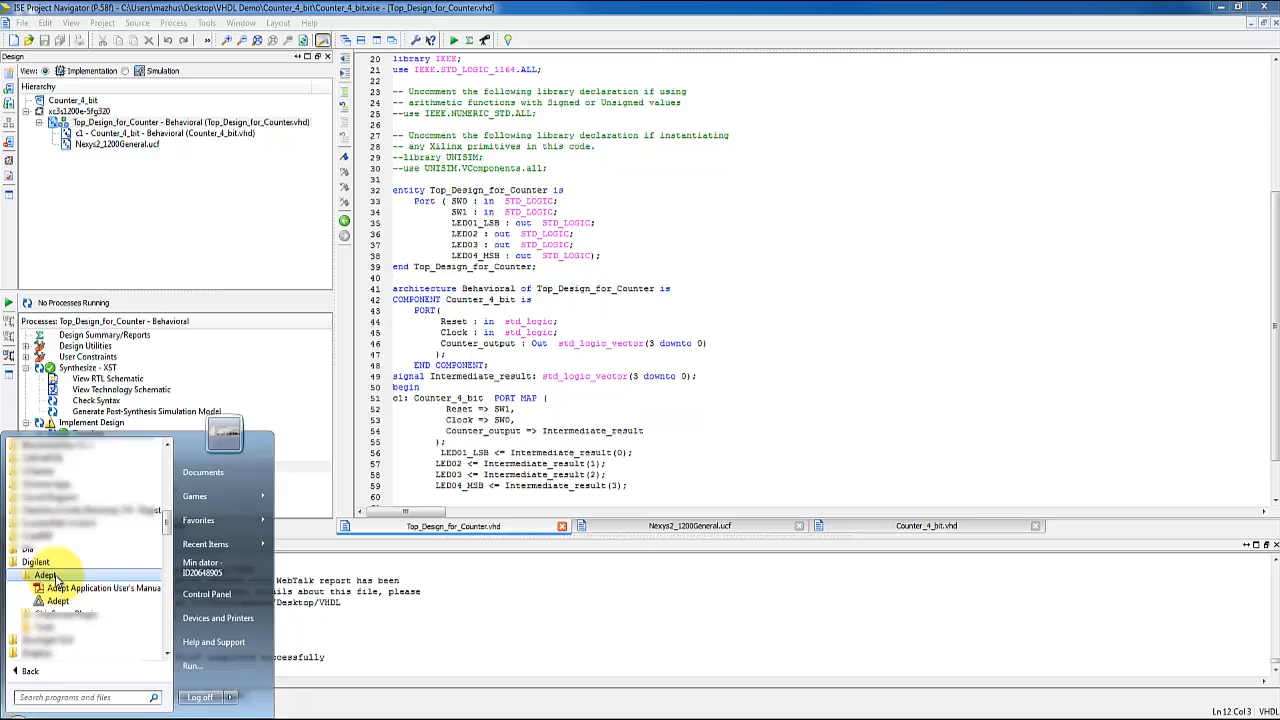 ISE Project Navigator (P.58f) - C:\Users\mazhus\Desktop\VHDL Demo\Counter_4_bit\Counter_4_bit.xise - [Top_Design_for_Counter.vhd]
File Edit View Project Source Process Tools Window Layout Help
Design
View: Implementation Simulation
Hierarchy
Counter_4_bit
xc3s1200e-5fg320
Top_Design_for_Counter - Behavioral (Top_Design_for_Counter.vhd)
c1 - Counter_4_bit - Behavioral (Counter_4_bit.vhd)
Nexys2_1200General.ucf
No Processes Running
Processes: Top_Design_for_Counter - Behavioral
Design Summary/Reports
Design Utilities
User Constraints
Synthesize - XST
View RTL Schematic
View Technology Schematic
Check Syntax
Generate Post-Synthesis Simulation Model
Implement Design
20 library IEEE;
21 use IEEE.STD_LOGIC_1164.ALL;
22
23 -- Uncomment the following library declaration if using
24 -- arithmetic functions with Signed or Unsigned values
25 --use IEEE.NUMERIC_STD.ALL;
26
27 -- Uncomment the following library declaration if instantiating
28 -- any Xilinx primitives in this code.
29 --library UNISIM;
30 --use UNISIM.VComponents.all;
31
32 entity Top_Design_for_Counter is
33 Port ( SW0 : in STD_LOGIC;
34 SW1 : in STD_LOGIC;
35 LED01_LSB : out STD_LOGIC;
36 LED02 : out STD_LOGIC;
37 LED03 : out STD_LOGIC;
38 LED04_MSB : out STD_LOGIC);
39 end Top_Design_for_Counter;
40
41 architecture Behavioral of Top_Design_for_Counter is
42 COMPONENT Counter_4_bit is
43 PORT(
44 Reset : in std_logic;
45 Clock : in std_logic;
46 Counter_output : Out std_logic_vector(3 downto 0)
47 );
48 END COMPONENT;
49 signal Intermediate_result: std_logic_vector(3 downto 0);
50 begin
51 c1: Counter_4_bit PORT MAP (
52 Reset => SW1,
53 Clock => SW0,
54 Counter_output => Intermediate_result
55 );
56 LED01_LSB <= Intermediate_result(0);
57 LED02 <= Intermediate_result(1);
58 LED03 <= Intermediate_result(2);
59 LED04_MSB <= Intermediate_result(3);
60
Top_Design_for_Counter.vhd Nexys2_1200General.ucf Counter_4_bit.vhd
WebTalk report has been
details about this file, please
/Desktop/VHDL
successfully
Dia
Digilent
Adept
Adept Application User's Manua
Adept
Back
Search programs and files
Documents
Games
Favorites
Recent Items
Min dator -
ID20648905
Control Panel
Devices and Printers
Help and Support
Run...
Log off
Ln 12 Col 3 VHDL